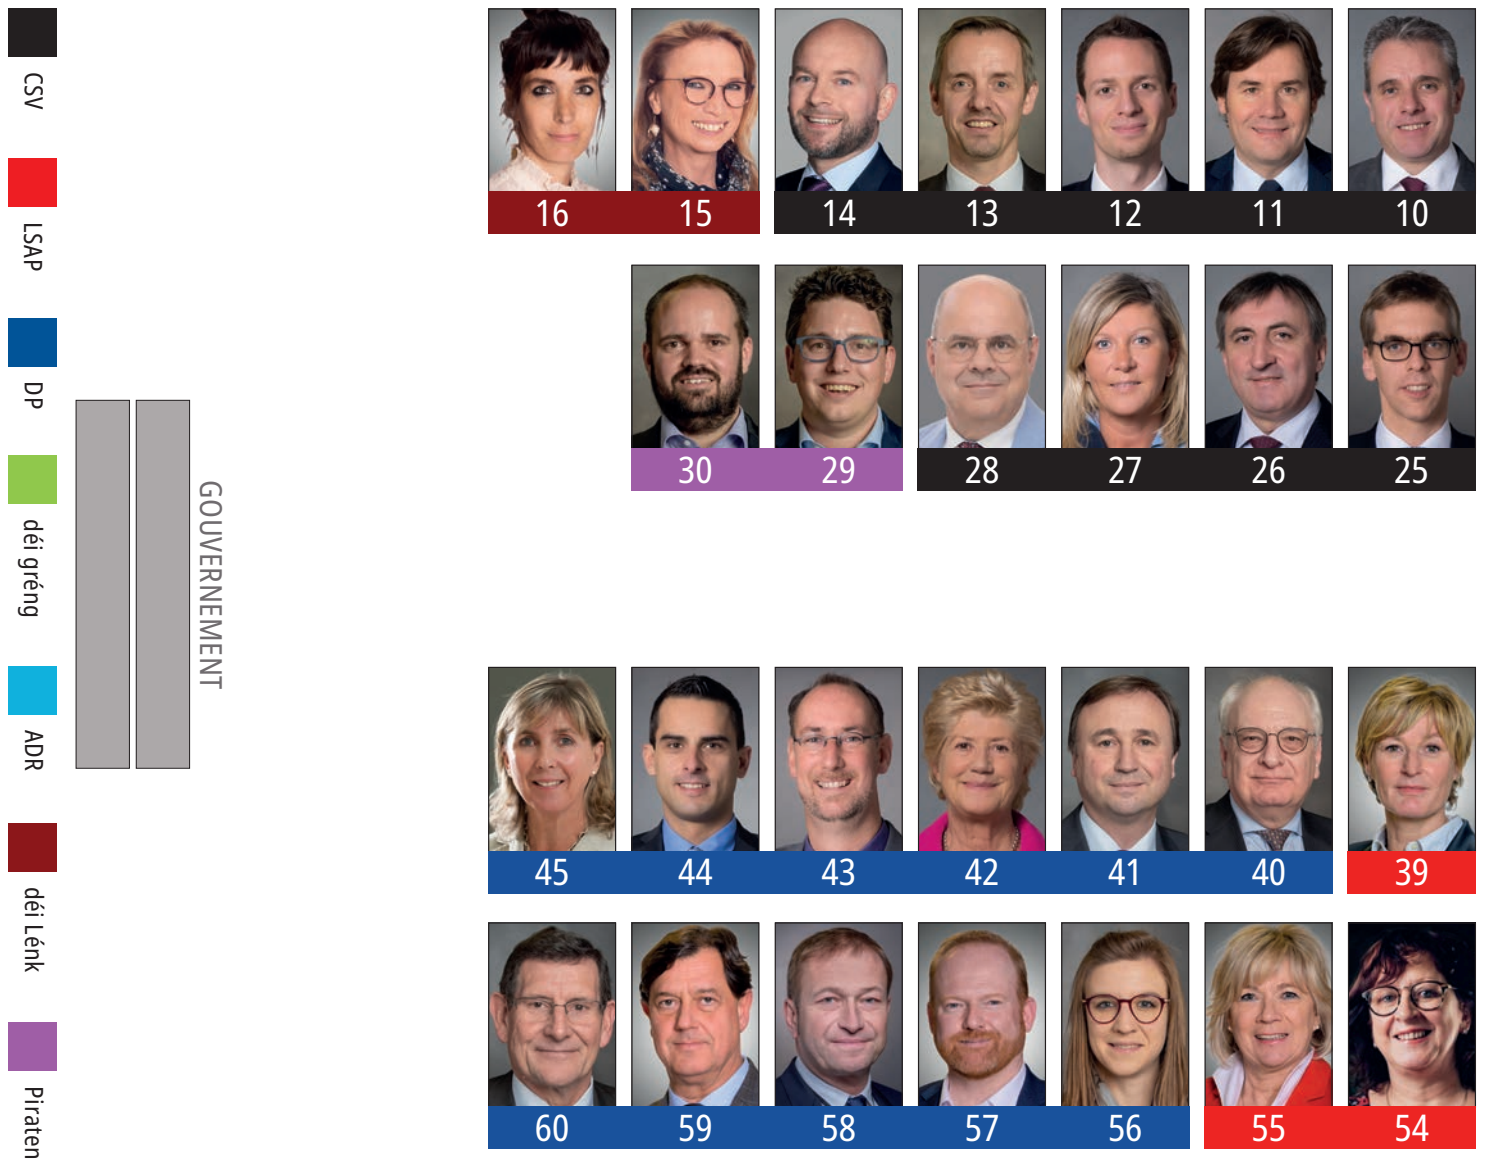 CSV
LSAP
DP
déi gréng
ADR
déi Lénk
Piraten
GOUVERNEMENT
16 15 14 13 12 11 10
30 29 28 27 26 25
45 44 43 42 41 40 39
60 59 58 57 56 55 54